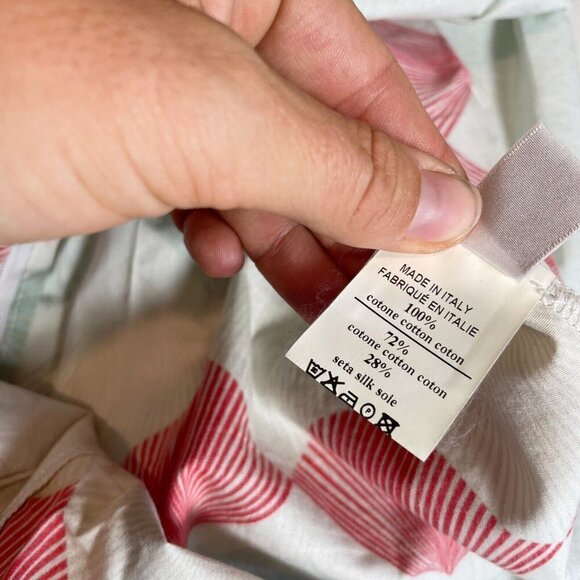 MADE IN ITALY
FABRIQUÉ EN ITALIE
100%
cotone cotton coton
72%
cotone cotton coton
28%
seta silk soie
P